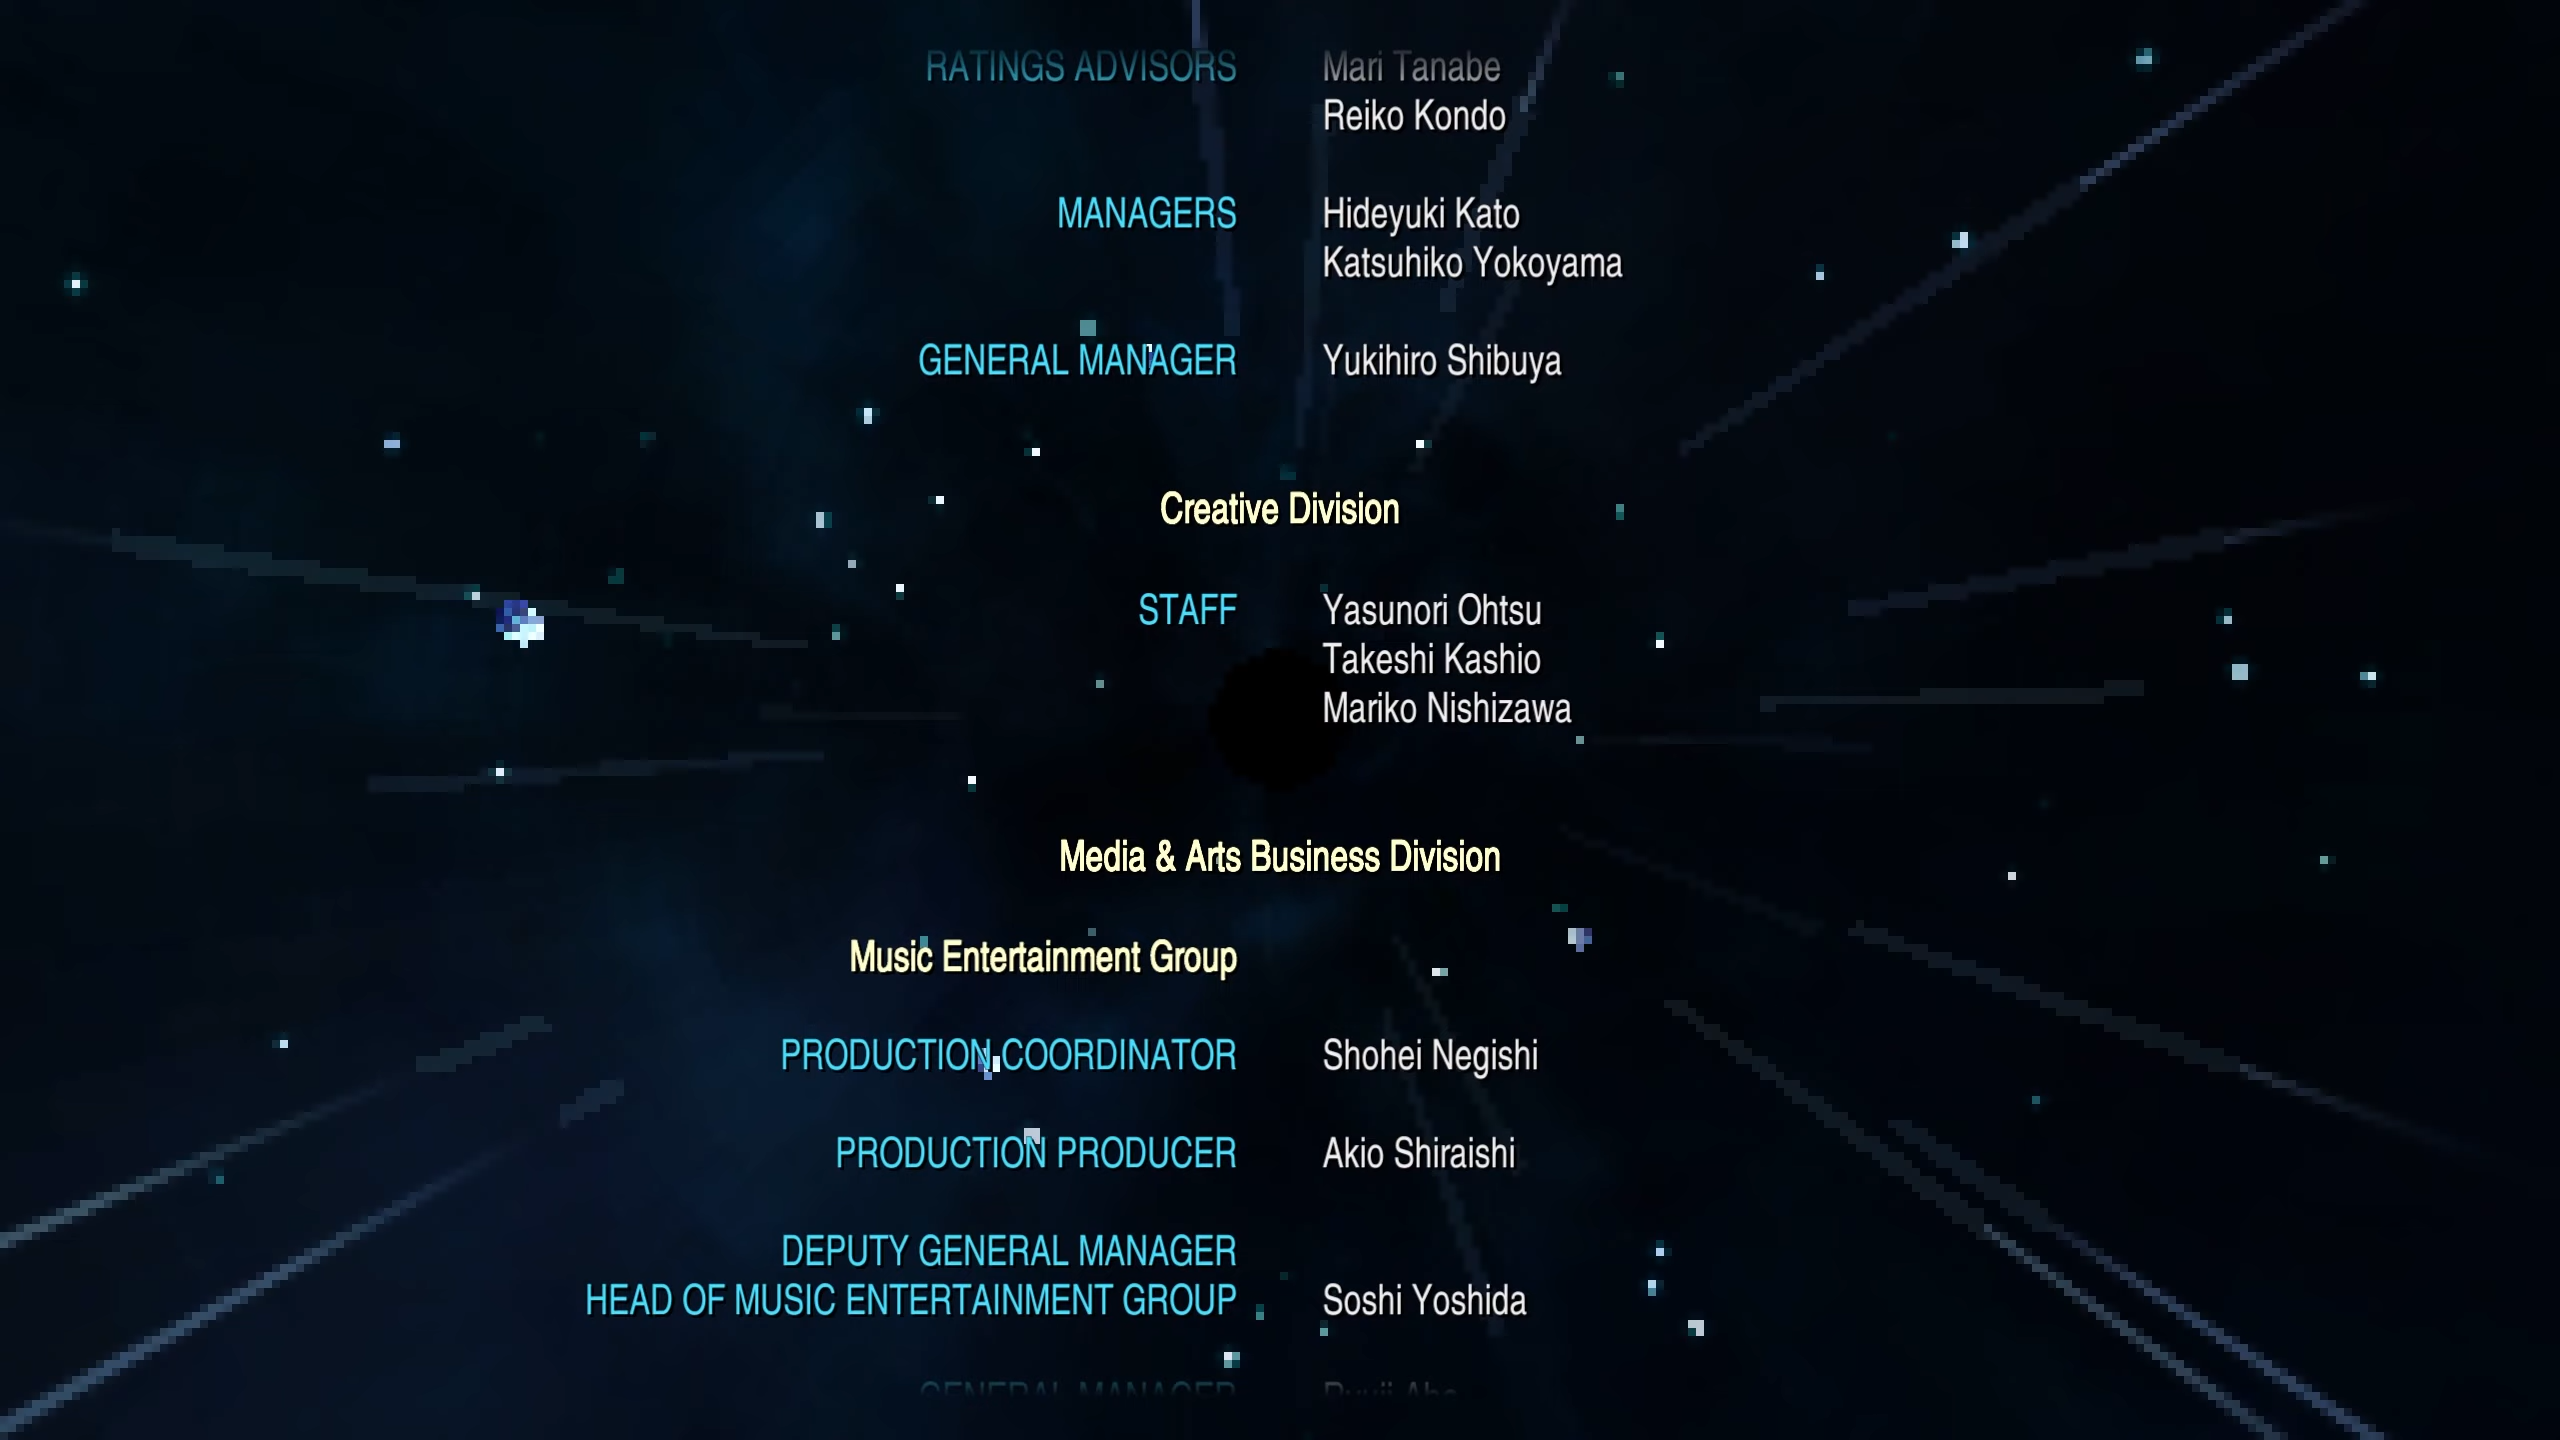 RATINGS ADVISORS Mari Tanabe
Reiko Kondo
MANAGERS Hideyuki Kato
Katsuhiko Yokoyama
GENERAL MANAGER Yukihiro Shibuya
Creative Division
STAFF Yasunori Ohtsu
Takeshi Kashio
Mariko Nishizawa
Media & Arts Business Division
Music Entertainment Group
PRODUCTION COORDINATOR Shohei Negishi
PRODUCTION PRODUCER Akio Shiraishi
DEPUTY GENERAL MANAGER
HEAD OF MUSIC ENTERTAINMENT GROUP Soshi Yoshida
GENERAL MANAGER